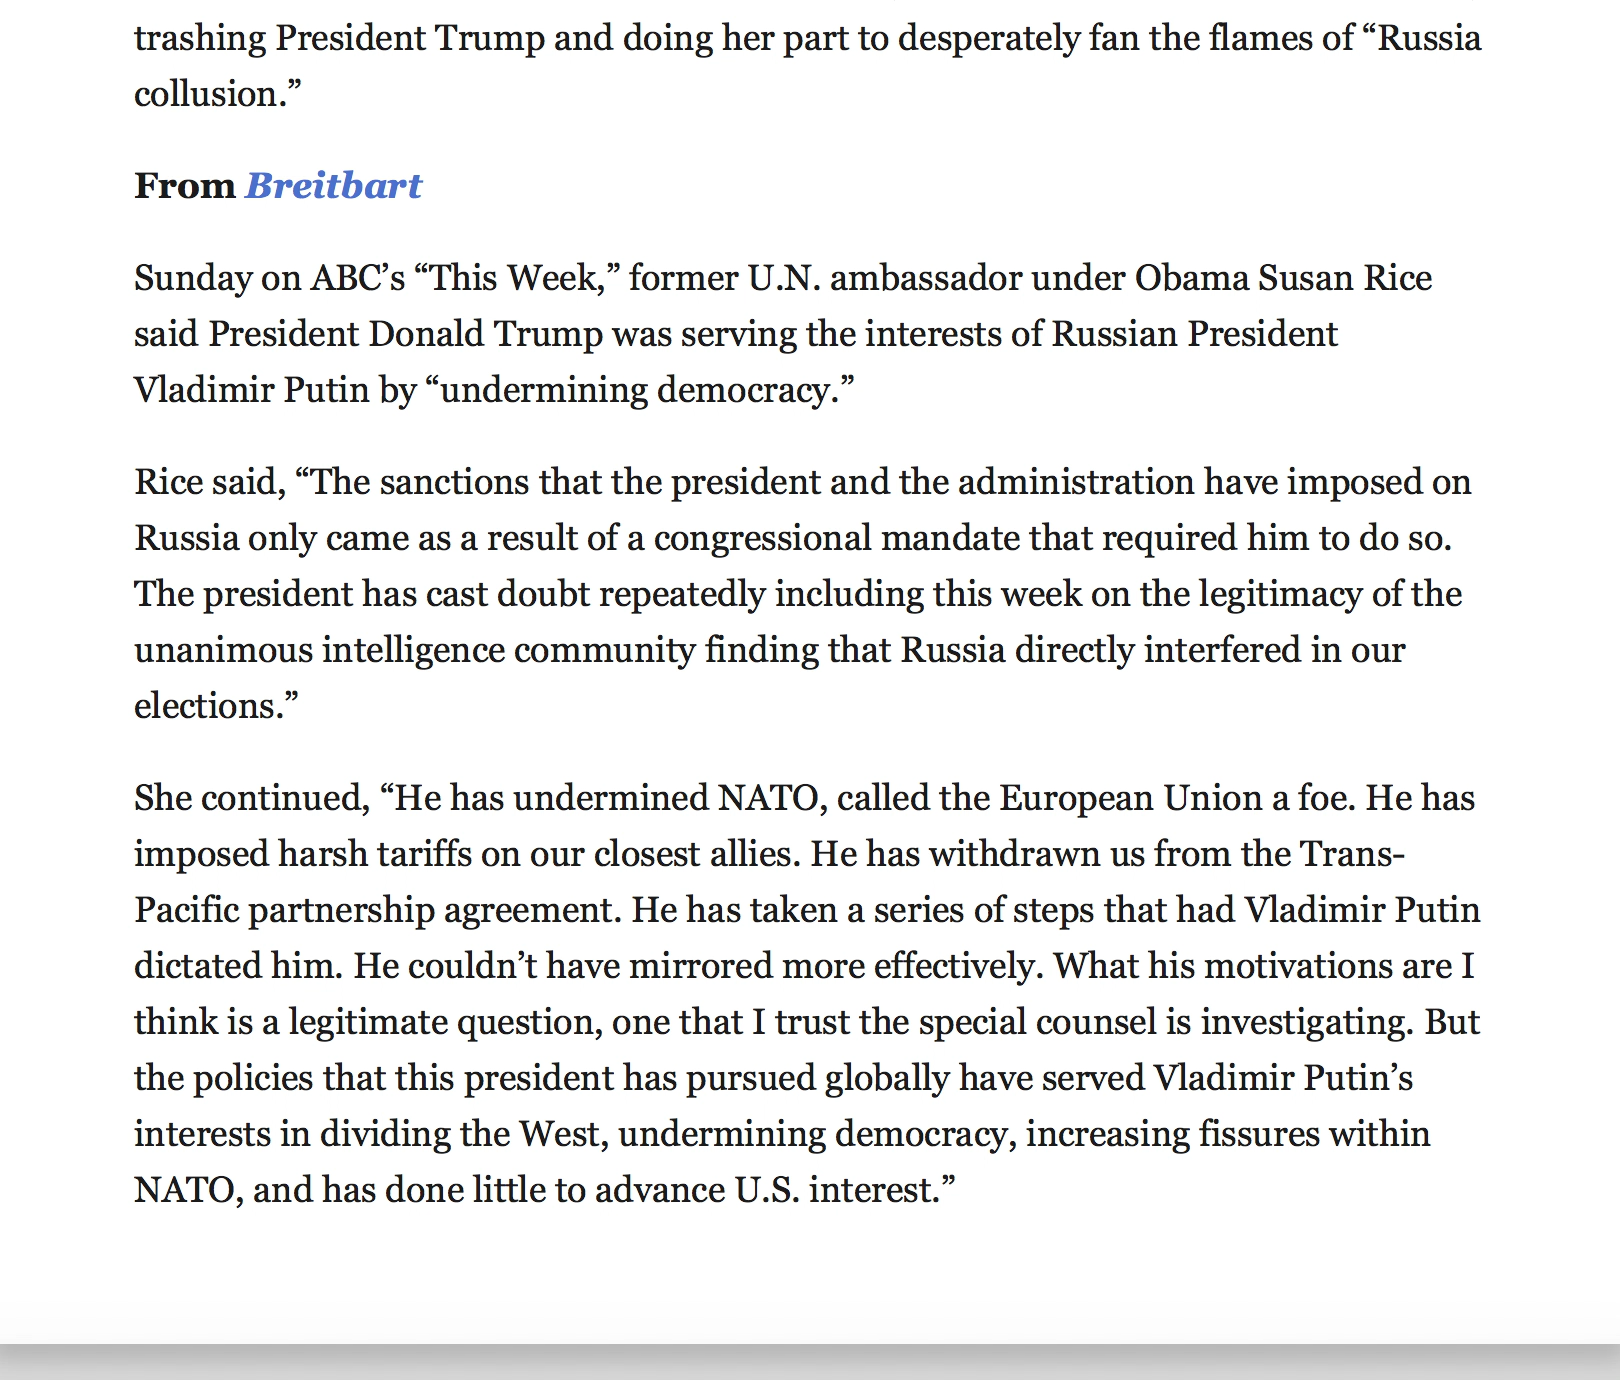 trashing President Trump and doing her part to desperately fan the flames of “Russia
collusion.”
From Breitbart
Sunday on ABC’s “This Week,” former U.N. ambassador under Obama Susan Rice
said President Donald Trump was serving the interests of Russian President
Vladimir Putin by “undermining democracy.”
Rice said, “The sanctions that the president and the administration have imposed on
Russia only came as a result of a congressional mandate that required him to do so.
The president has cast doubt repeatedly including this week on the legitimacy of the
unanimous intelligence community finding that Russia directly interfered in our
elections.”
She continued, “He has undermined NATO, called the European Union a foe. He has
imposed harsh tariffs on our closest allies. He has withdrawn us from the Trans-
Pacific partnership agreement. He has taken a series of steps that had Vladimir Putin
dictated him. He couldn’t have mirrored more effectively. What his motivations are I
think is a legitimate question, one that I trust the special counsel is investigating. But
the policies that this president has pursued globally have served Vladimir Putin’s
interests in dividing the West, undermining democracy, increasing fissures within
NATO, and has done little to advance U.S. interest.”